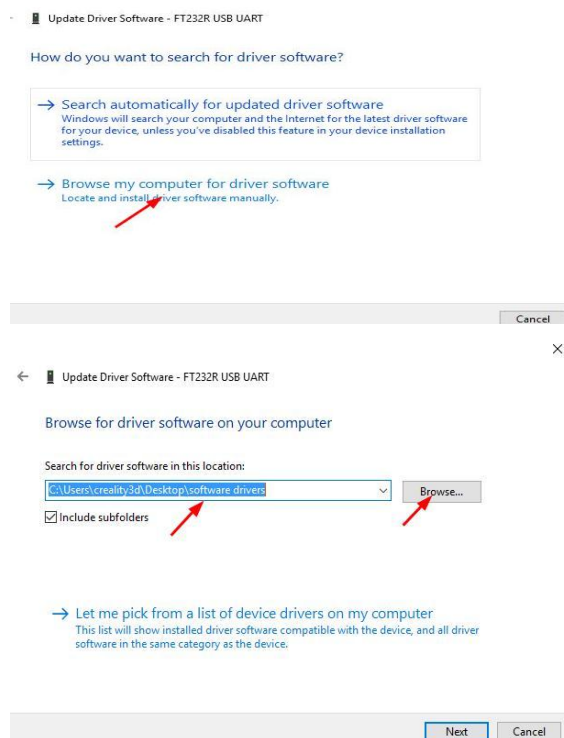 Update Driver Software - FT232R USB UART
How do you want to search for driver software?
Search automatically for updated driver software
Windows will search your computer and the Internet for the latest driver software
for your device, unless you've disabled this feature in your device installation
settings.
Browse my computer for driver software
Locate and install driver software manually.
Cancel
Update Driver Software - FT232R USB UART
Browse for driver software on your computer
Search for driver software in this location:
C:\Users\creality3d\Desktop\software drivers
Browse...
Include subfolders
Let me pick from a list of device drivers on my computer
This list will show installed driver software compatible with the device, and all driver
software in the same category as the device.
Next Cancel